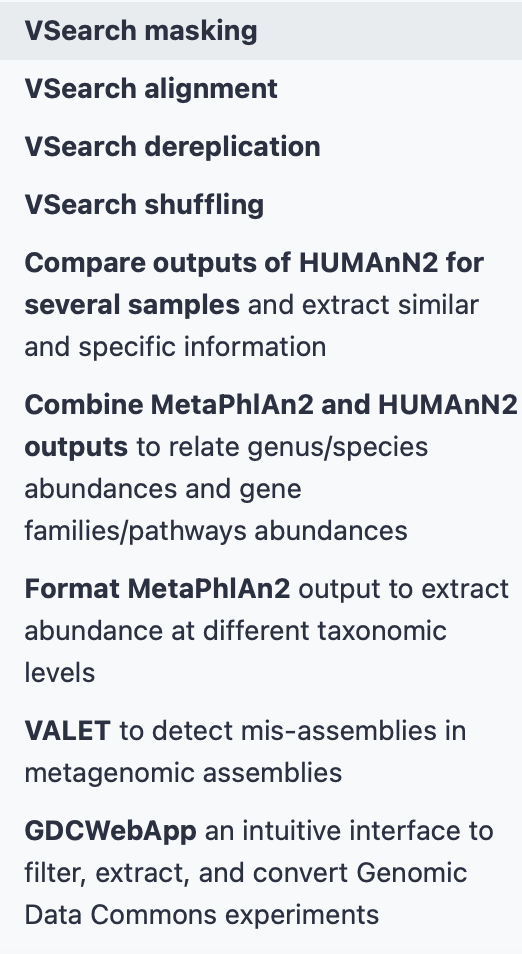 VSearch masking
VSearch alignment
VSearch dereplication
VSearch shuffling
Compare outputs of HUMAnN2 for
several samples and extract similar
and specific information
Combine MetaPhlAn2 and HUMAnN2
outputs to relate genus/species
abundances and gene
families/pathways abundances
Format MetaPhlAn2 output to extract
abundance at different taxonomic
levels
VALET to detect mis-assemblies in
metagenomic assemblies
GDCWebApp an intuitive interface to
filter, extract, and convert Genomic
Data Commons experiments